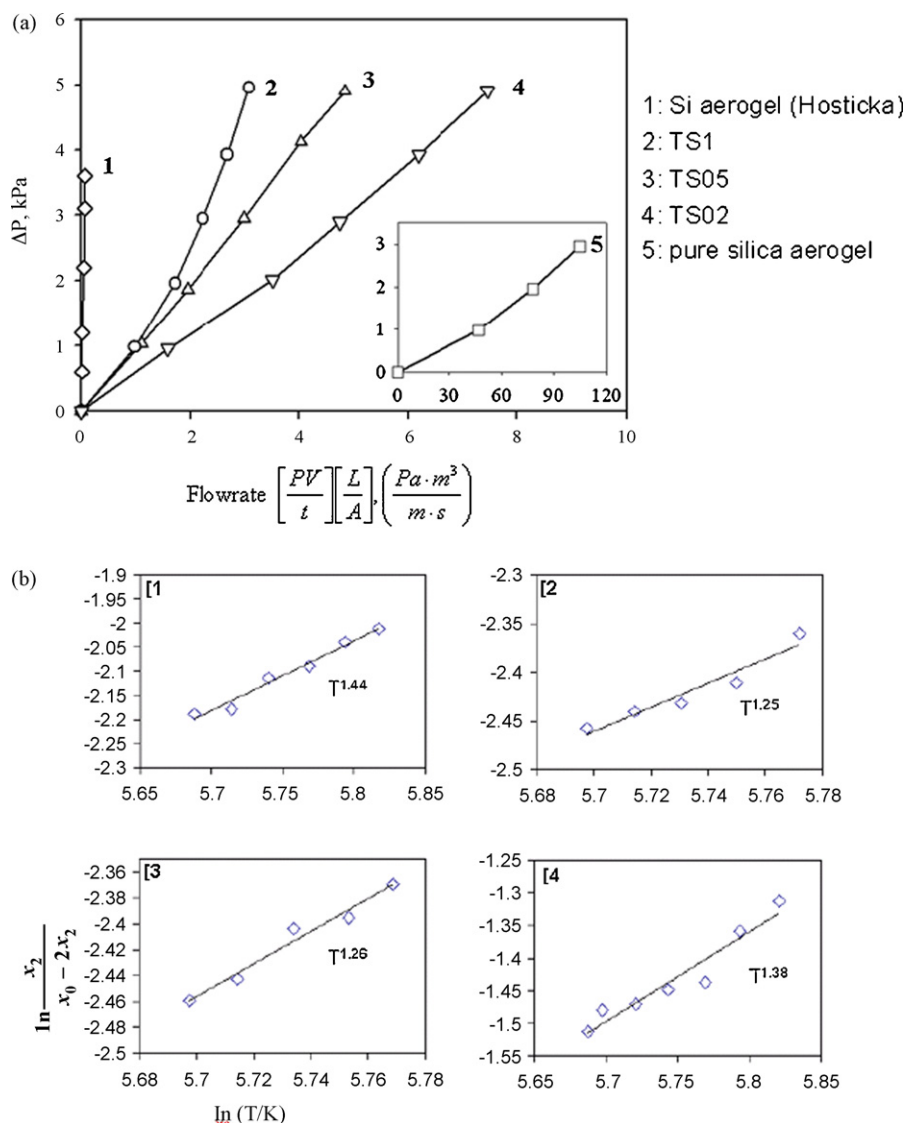 (a)
6
5
4
3
2
1
0
ΔP, kPa
1
2
3
4
3
2
1
0
5
0 30 60 90 120
0 2 4 6 8 10
Flowrate [PV/t][L/A], (Pa · m³/m · s)
1: Si aerogel (Hosticka)
2: TS1
3: TS05
4: TS02
5: pure silica aerogel
(b)
[1
-1.9
-1.95
-2
-2.05
-2.1
-2.15
-2.2
-2.25
-2.3
T^1.44
5.65 5.7 5.75 5.8 5.85
[2
-2.3
-2.35
-2.4
-2.45
-2.5
T^1.25
5.68 5.7 5.72 5.74 5.76 5.78
[3
-2.36
-2.38
-2.4
-2.42
-2.44
-2.46
-2.48
-2.5
T^1.26
5.68 5.7 5.72 5.74 5.76 5.78
[4
-1.25
-1.3
-1.35
-1.4
-1.45
-1.5
-1.55
T^1.38
5.65 5.7 5.75 5.8 5.85
1n x₂/x₀ − 2x₂
In (T/K)